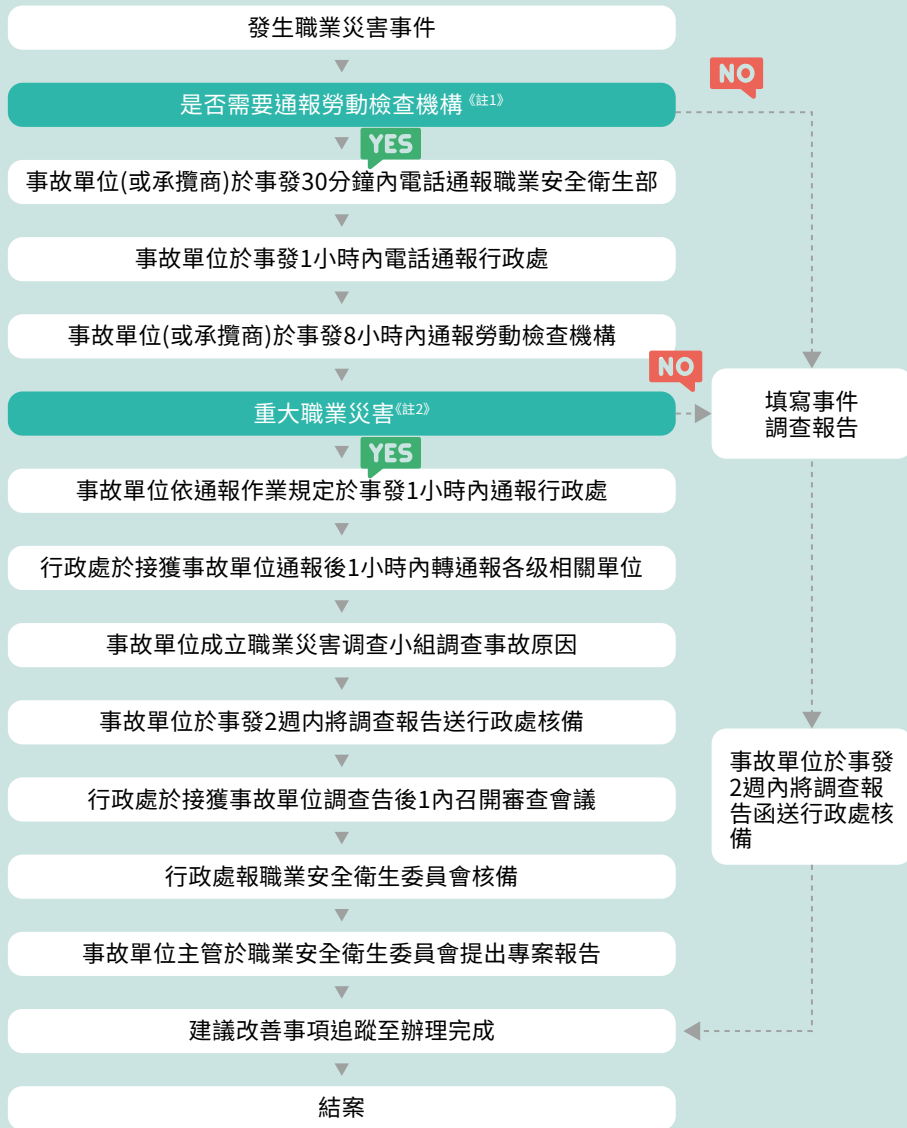 發生職業災害事件
NO
是否需要通報勞動檢查機構《註1》
YES
事故單位(或承攬商)於事發30分鐘內電話通報職業安全衛生部
事故單位於事發1小時內電話通報行政處
事故單位(或承攬商)於事發8小時內通報勞動檢查機構
NO
重大職業災害《註2》
填寫事件
調查報告
YES
事故單位依通報作業規定於事發1小時內通報行政處
行政處於接獲事故單位通報後1小時內轉通報各级相關單位
事故單位成立職業災害调查小組調查事故原因
事故單位於事發2週内將調查報告送行政處核備
事故單位於事發
2週內將調查報
告函送行政處核
備
行政處於接獲事故單位調查告後1內召開審查會議
行政處報職業安全衛生委員會核備
事故單位主管於職業安全衛生委員會提出專案報告
建議改善事項追蹤至辦理完成
結案